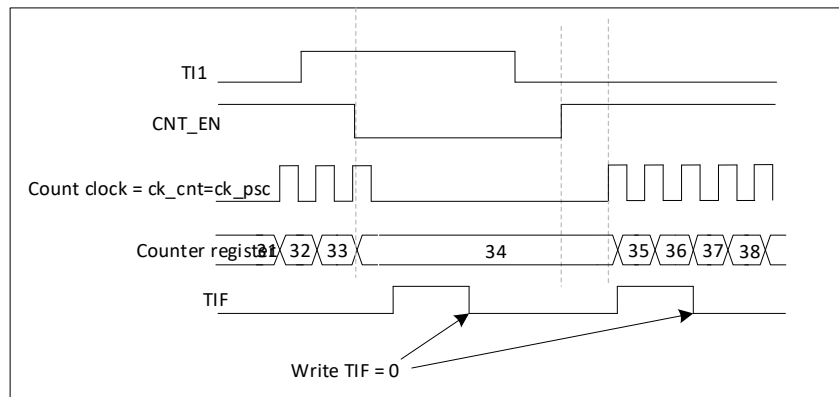 TI1
CNT_EN
Count clock = ck_cnt=ck_psc
Counter register 31 32 33 34 35 36 37 38
TIF
Write TIF = 0